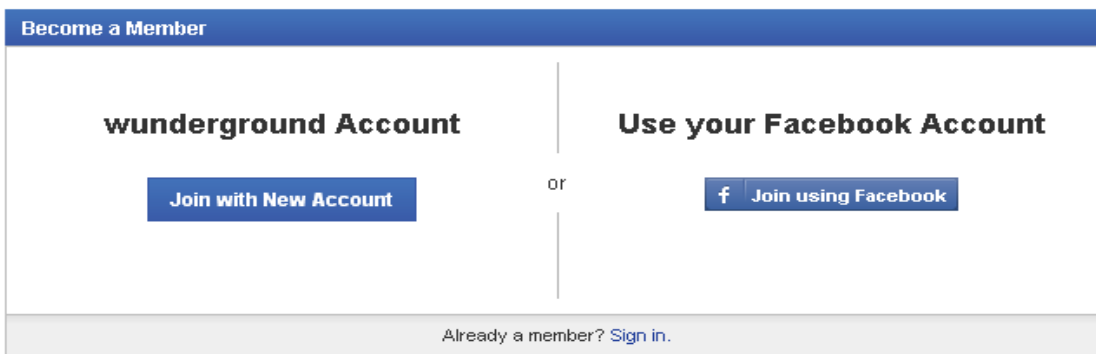 Become a Member
wunderground Account
Join with New Account
or
Use your Facebook Account
f Join using Facebook
Already a member? Sign in.